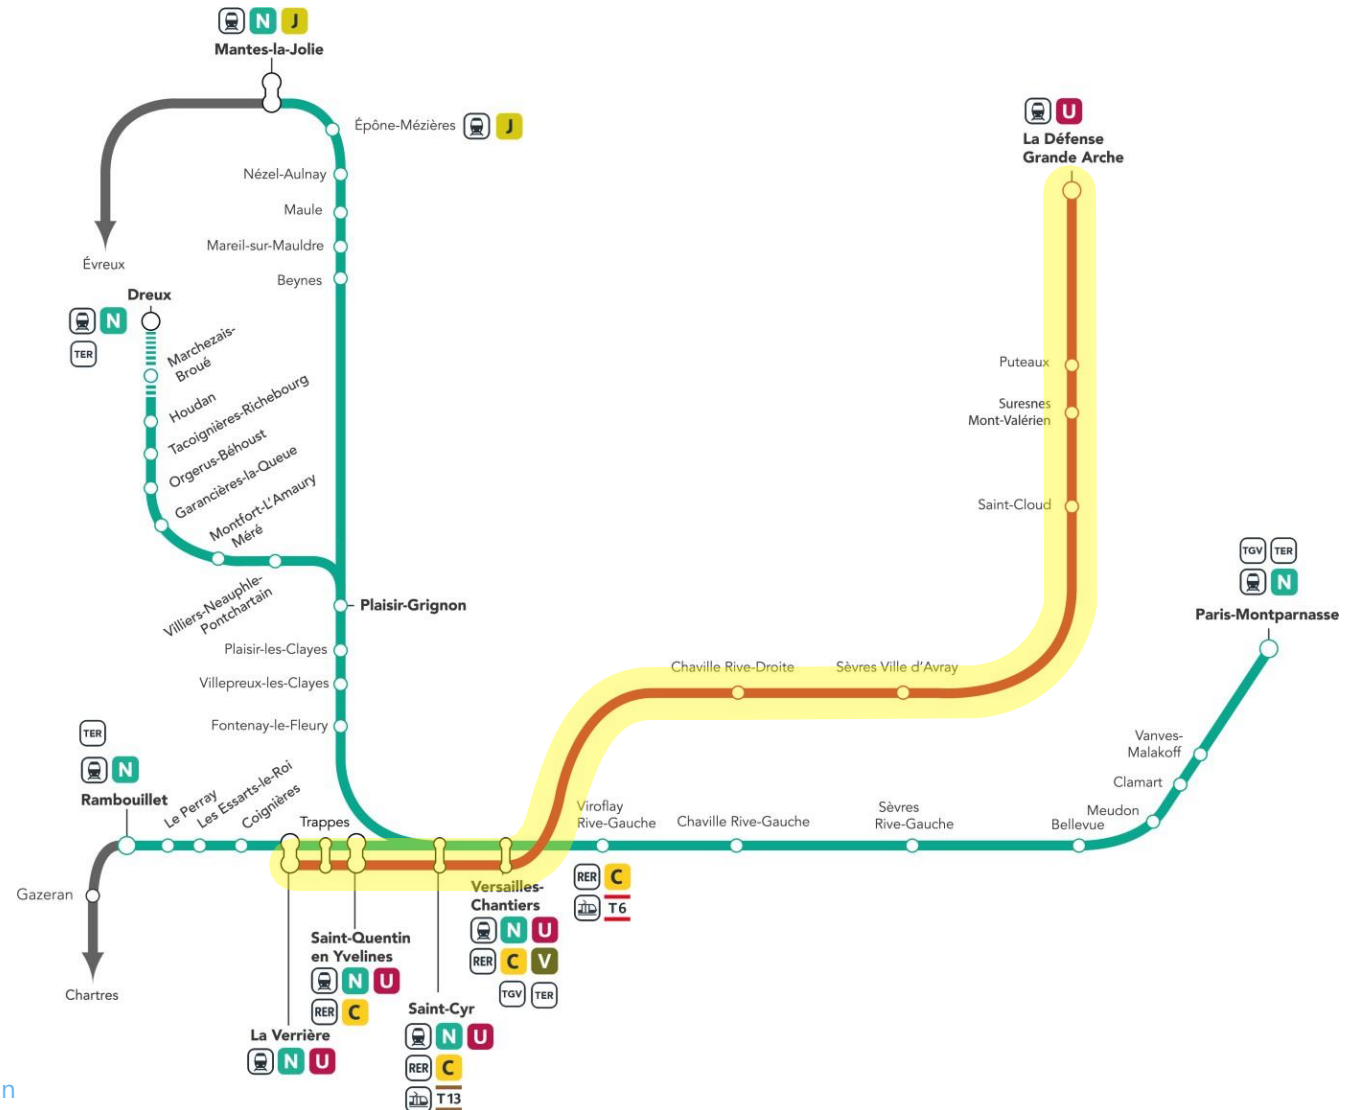 N J
Mantes-la-Jolie
Épône-Mézières J
Nézel-Aulnay
Maule
Mareil-sur-Mauldre
Beynes
Évreux
Dreux
N
TER
Marchezais-
Broué
Houdan
Tacoignières-Richebourg
Orgerus-Béhoust
Garancières-la-Queue
Montfort-L'Amaury
Méré
Villiers-Neauphle-
Pontchartain
Plaisir-Grignon
Plaisir-les-Clayes
Villepreux-les-Clayes
Fontenay-le-Fleury
U
La Défense
Grande Arche
Puteaux
Suresnes
Mont-Valérien
Saint-Cloud
Sèvres Ville d'Avray
Chaville Rive-Droite
TGV TER
N
Paris-Montparnasse
Vanves-
Malakoff
Clamart
Meudon
Bellevue
Sèvres
Rive-Gauche
Chaville Rive-Gauche
Viroflay
Rive-Gauche
RER C
T6
Versailles-
Chantiers
N U
RER C V
TGV TER
Saint-Cyr
N U
RER C
T13
Saint-Quentin
en Yvelines
N U
RER C
Trappes
La Verrière
N U
Coignières
Les Essarts-le-Roi
Le Perray
TER
N
Rambouillet
Gazeran
Chartres
n